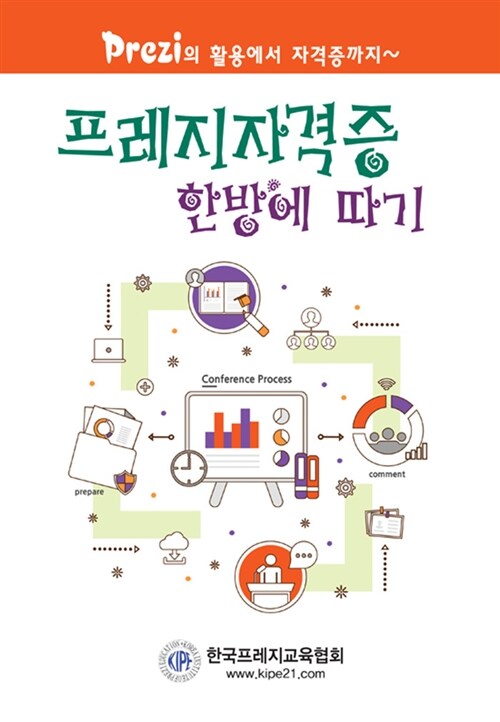 Prezi의 활용에서 자격증까지~
프레지자격증
한방에 따기
Conference Process
prepare
comment
KIPE
한국프레지교육협회
www.kipe21.com